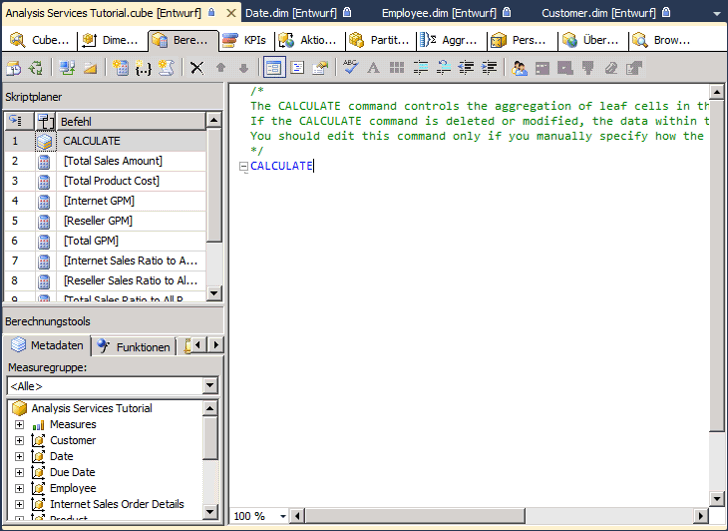 Analysis Services Tutorial.cube [Entwurf] Date.dim [Entwurf] Employee.dim [Entwurf] Customer.dim [Entwurf]
Cube... Dime... Bere... KPIs Aktio... Partit... Aggr... Pers... Über... Brow...
Skriptplaner
Befehl
1 CALCULATE
2 [Total Sales Amount]
3 [Total Product Cost]
4 [Internet GPM]
5 [Reseller GPM]
6 [Total GPM]
7 [Internet Sales Ratio to A...
8 [Reseller Sales Ratio to Al...
9 [Total Sales Ratio to All P
Berechnungstools
Metadaten Funktionen
Measuregruppe:
<Alle>
Analysis Services Tutorial
Measures
Customer
Date
Due Date
Employee
Internet Sales Order Details
Product
/*
The CALCULATE command controls the aggregation of leaf cells in th
If the CALCULATE command is deleted or modified, the data within t
You should edit this command only if you manually specify how the
*/
CALCULATE
100 %